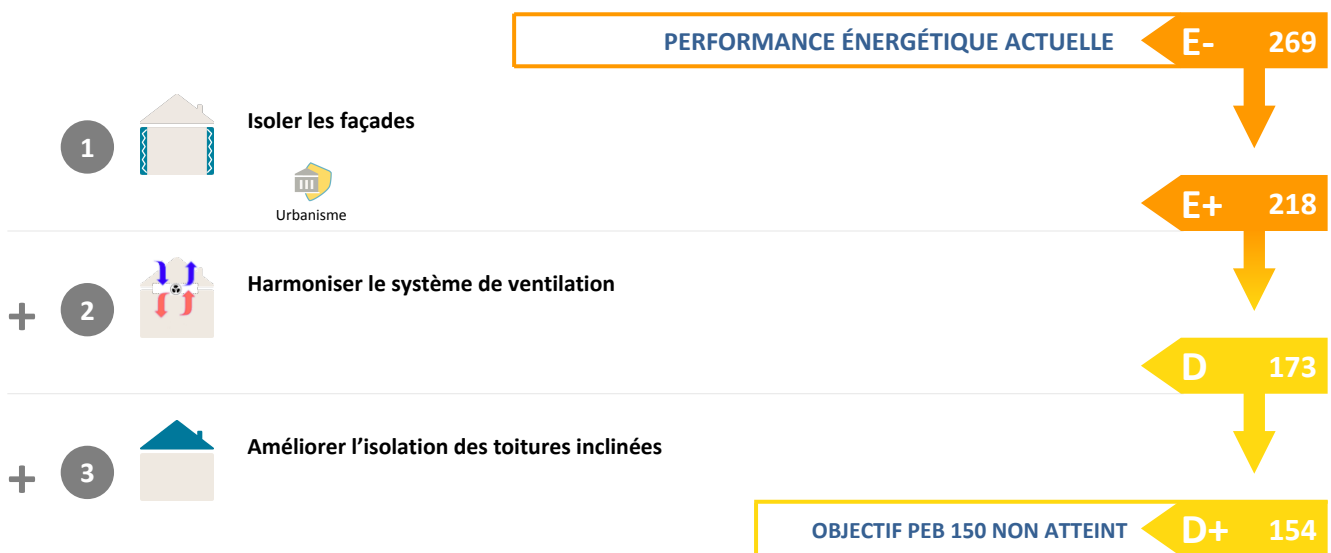 PERFORMANCE ÉNERGÉTIQUE ACTUELLE E- 269
1 Isoler les façades
Urbanisme
E+ 218
+ 2 Harmoniser le système de ventilation
D 173
+ 3 Améliorer l'isolation des toitures inclinées
OBJECTIF PEB 150 NON ATTEINT D+ 154